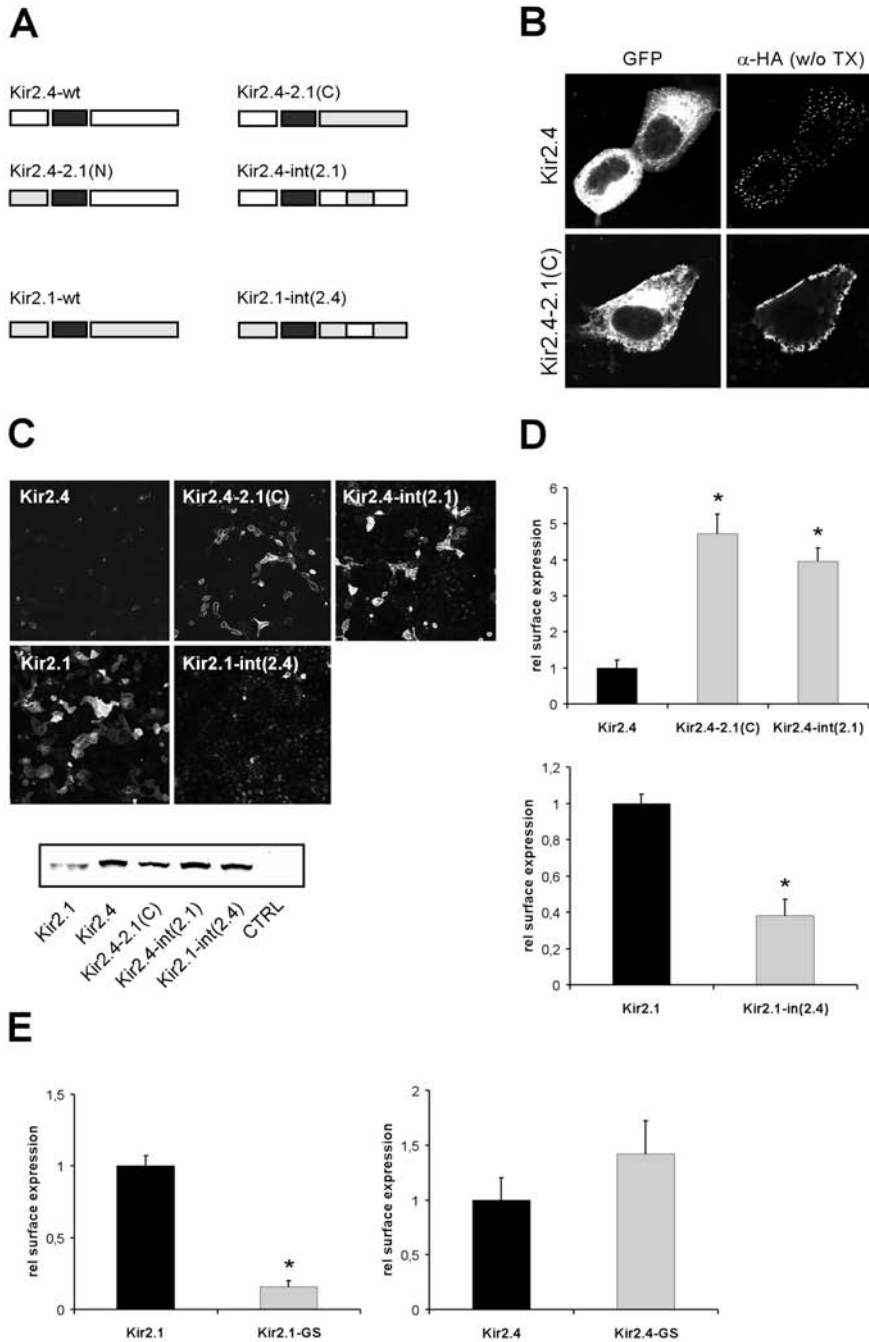 A
Kir2.4-wt
Kir2.4-2.1(C)
Kir2.4-2.1(N)
Kir2.4-int(2.1)
Kir2.1-wt
Kir2.1-int(2.4)
B
GFP
α-HA (w/o TX)
Kir2.4
Kir2.4-2.1(C)
C
Kir2.4
Kir2.4-2.1(C)
Kir2.4-int(2.1)
Kir2.1
Kir2.1-int(2.4)
Kir2.1
Kir2.4
Kir2.4-2.1(C)
Kir2.4-int(2.1)
Kir2.1-int(2.4)
CTRL
D
rel surface expression
6
5
4
3
2
1
0
*
*
Kir2.4
Kir2.4-2.1(C)
Kir2.4-int(2.1)
rel surface expression
1,2
1
0,8
0,6
0,4
0,2
0
*
Kir2.1
Kir2.1-in(2.4)
E
rel surface expression
1,5
1
0,5
0
*
Kir2.1
Kir2.1-GS
rel surface expression
2
1,5
1
0,5
0
Kir2.4
Kir2.4-GS